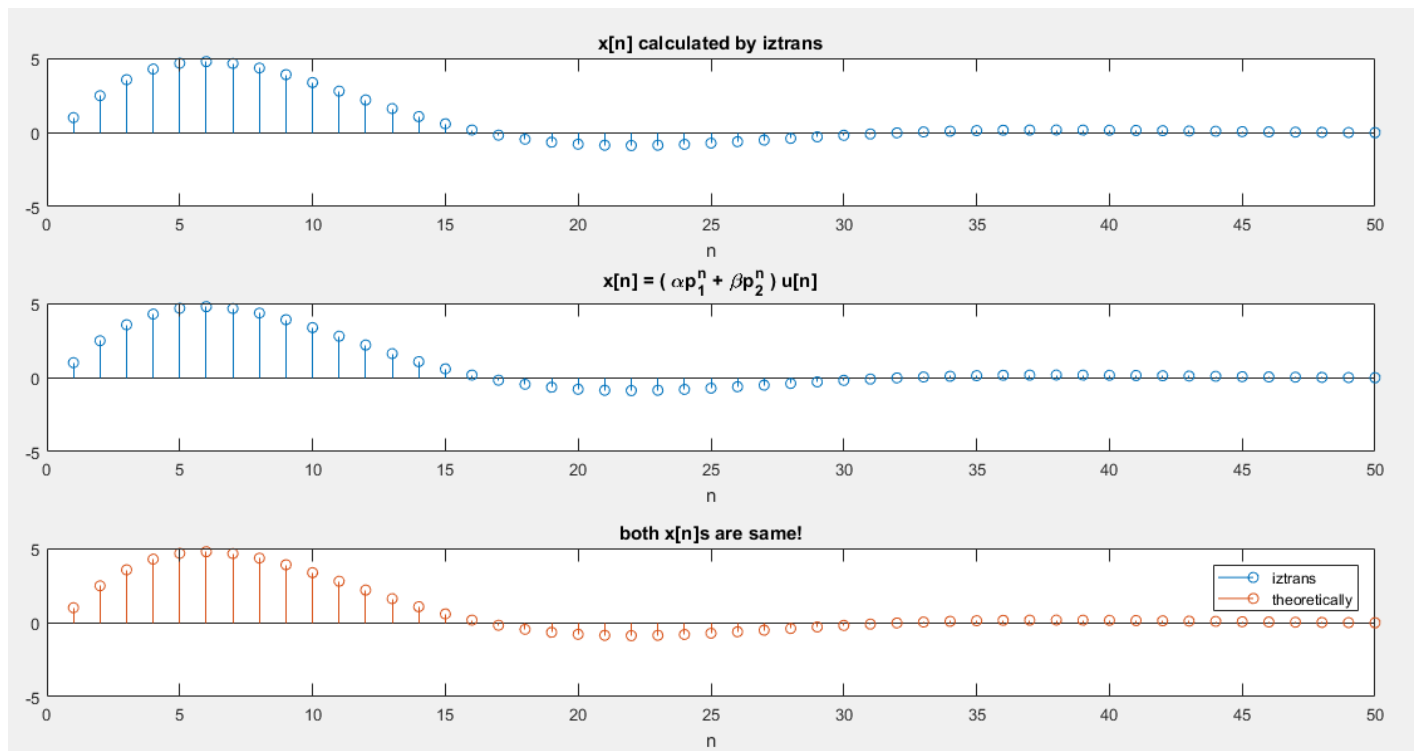 x[n] calculated by iztrans
5
0
-5
0 5 10 15 20 25 30 35 40 45 50
n
x[n] = ( αp₁ⁿ + βp₂ⁿ ) u[n]
5
0
-5
0 5 10 15 20 25 30 35 40 45 50
n
both x[n]s are same!
5
iztrans
theoretically
0
-5
0 5 10 15 20 25 30 35 40 45 50
n